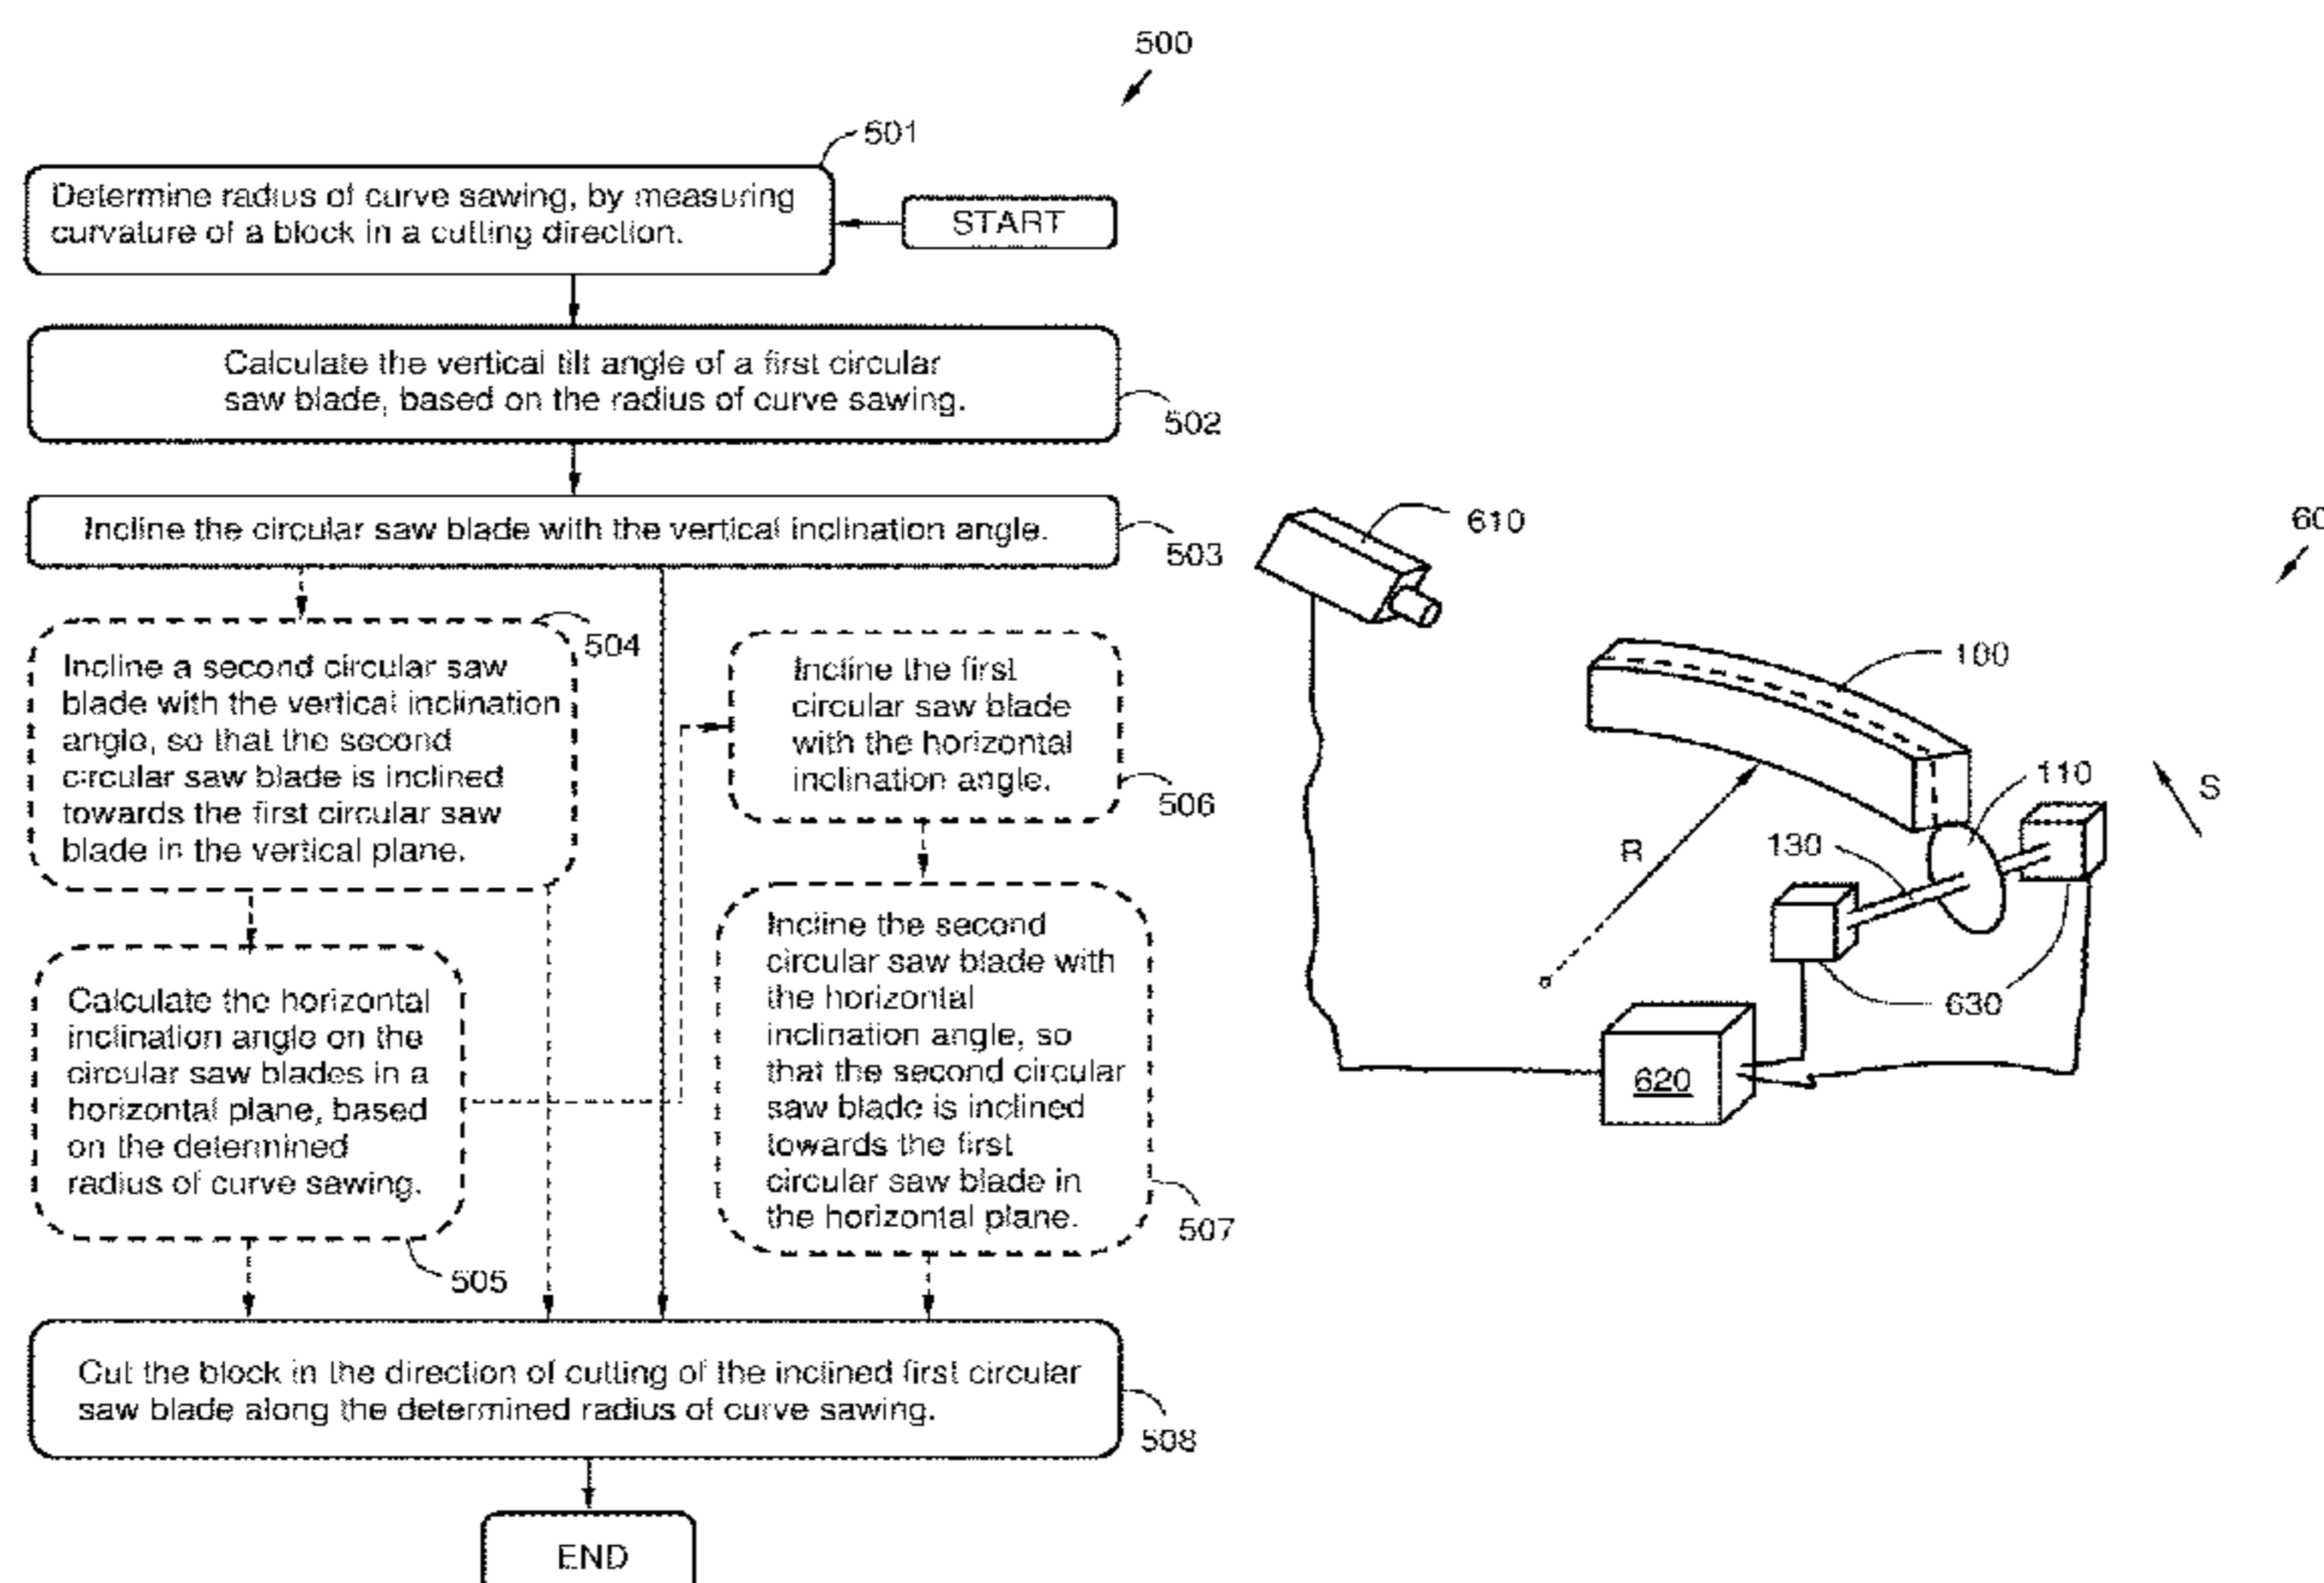 500
501
Determine radius of curve sawing, by measuring
curvature of a block in a cutting direction.
START
Calculate the vertical tilt angle of a first circular
saw blade, based on the radius of curve sawing.
502
Incline the circular saw blade with the vertical inclination angle.
503
504
Incline a second circular saw
blade with the vertical inclination
angle, so that the second
circular saw blade is inclined
towards the first circular saw
blade in the vertical plane.
Incline the first
circular saw blade
with the horizontal
inclination angle.
506
Calculate the horizontal
inclination angle on the
circular saw blades in a
horizontal plane, based
on the determined
radius of curve sawing.
505
Incline the second
circular saw blade with
the horizontal
inclination angle, so
that the second circular
saw blade is inclined
towards the first
circular saw blade in
the horizontal plane.
507
Cut the block in the direction of cutting of the inclined first circular
saw blade along the determined radius of curve sawing.
508
END
610
60
100
110
S
R
130
630
620